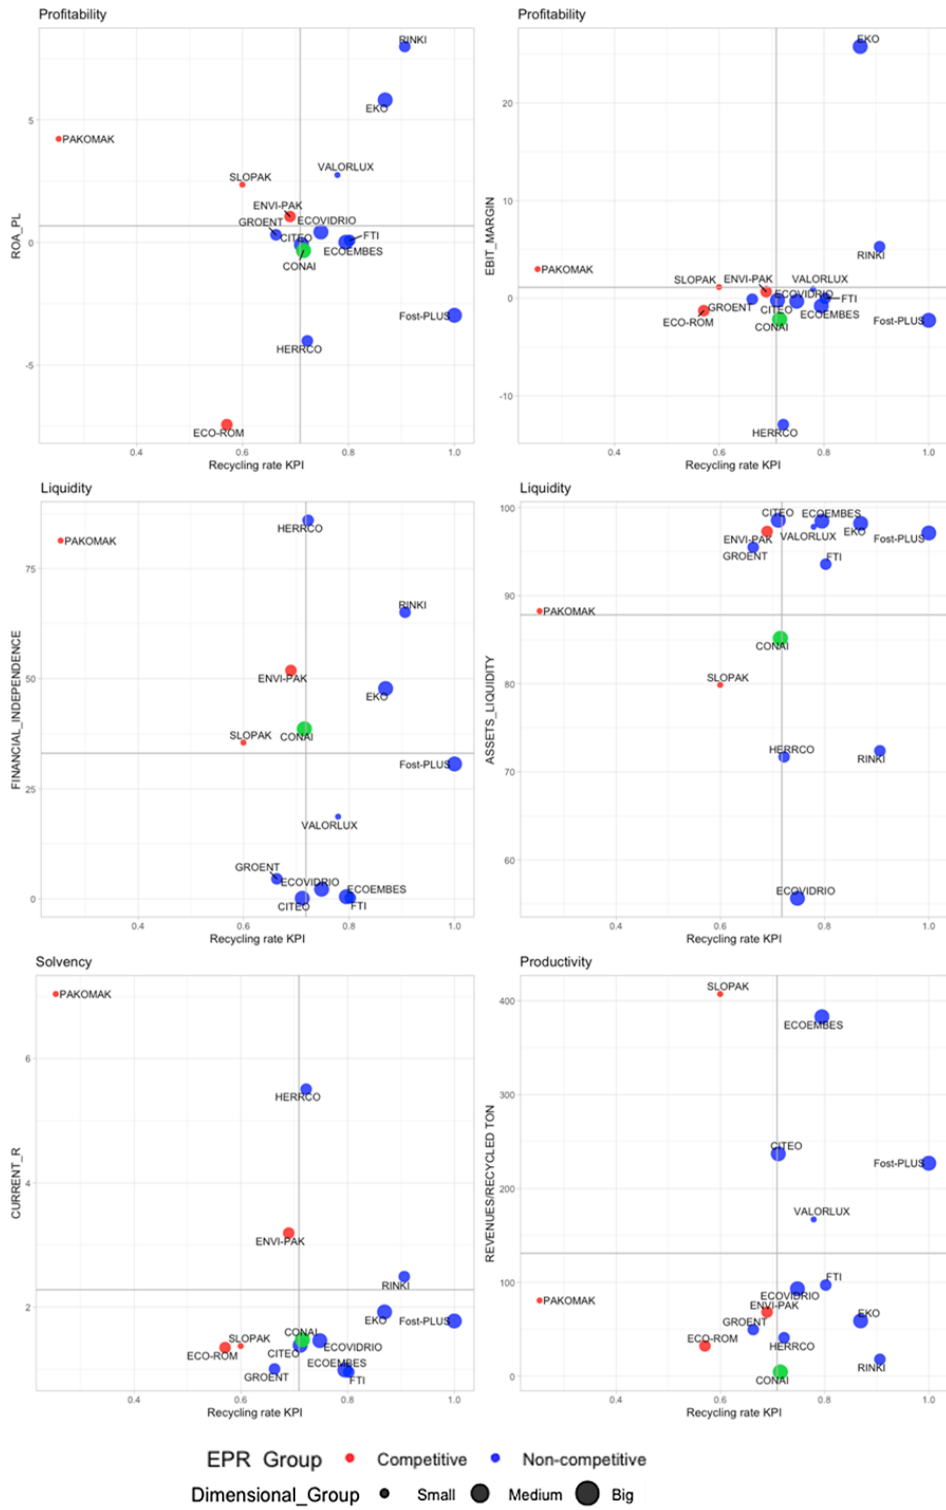 Profitability
RINKI
EKO
5
PAKOMAK
VALORLUX
SLOPAK
ENVI-PAK
GROENT
ECOVIDRIO
CITEO
FTI
0
ECOEMBES
CONAI
Fost-PLUS
HERRCO
-5
ECO-ROM
ROA_PL
0.4
0.6
0.8
1.0
Recycling rate KPI
Profitability
EKO
20
10
RINKI
PAKOMAK
SLOPAK
ENVI-PAK
VALORLUX
ECOVIDRIO
0
FTI
GROENT
CITEO
ECOEMBES
ECO-ROM
CONAI
Fost-PLUS
-10
HERRCO
EBIT_MARGIN
0.4
0.6
0.8
1.0
Recycling rate KPI
Liquidity
HERRCO
PAKOMAK
75
RINKI
50
ENVI-PAK
EKO
SLOPAK
CONAI
Fost-PLUS
25
VALORLUX
GROENT
ECOVIDRIO
ECOEMBES
0
CITEO
FTI
FINANCIAL_INDEPENDENCE
0.4
0.6
0.8
1.0
Recycling rate KPI
Liquidity
100
CITEO
ECOEMBES
ENVI-PAK
VALORLUX
EKO
Fost-PLUS
GROENT
FTI
90
PAKOMAK
CONAI
80
SLOPAK
HERRCO
RINKI
70
60
ECOVIDRIO
ASSETS_LIQUIDITY
0.4
0.6
0.8
1.0
Recycling rate KPI
Solvency
PAKOMAK
6
HERRCO
4
ENVI-PAK
RINKI
2
EKO
Fost-PLUS
CONAI
SLOPAK
ECO-ROM
CITEO
ECOVIDRIO
ECOEMBES
GROENT
FTI
CURRENT_R
0.4
0.6
0.8
1.0
Recycling rate KPI
Productivity
SLOPAK
400
ECOEMBES
300
CITEO
Fost-PLUS
200
VALORLUX
100
FTI
PAKOMAK
ECOVIDRIO
ENVI-PAK
EKO
GROENT
ECO-ROM
HERRCO
RINKI
0
CONAI
REVENUES/RECYCLED TON
0.4
0.6
0.8
1.0
Recycling rate KPI
EPR_Group Competitive Non-competitive
Dimensional_Group Small Medium Big